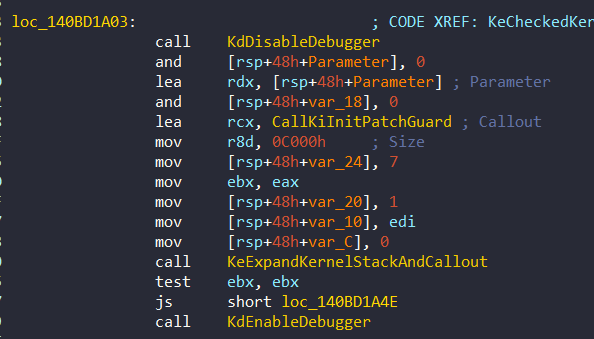 loc_140BD1A03: ; CODE XREF: KeCheckedKer
call KdDisableDebugger
and [rsp+48h+Parameter], 0
lea rdx, [rsp+48h+Parameter] ; Parameter
and [rsp+48h+var_18], 0
lea rcx, CallKiInitPatchGuard ; Callout
mov r8d, 0C000h ; Size
mov [rsp+48h+var_24], 7
mov ebx, eax
mov [rsp+48h+var_20], 1
mov [rsp+48h+var_10], edi
mov [rsp+48h+var_C], 0
call KeExpandKernelStackAndCallout
test ebx, ebx
js short loc_140BD1A4E
call KdEnableDebugger